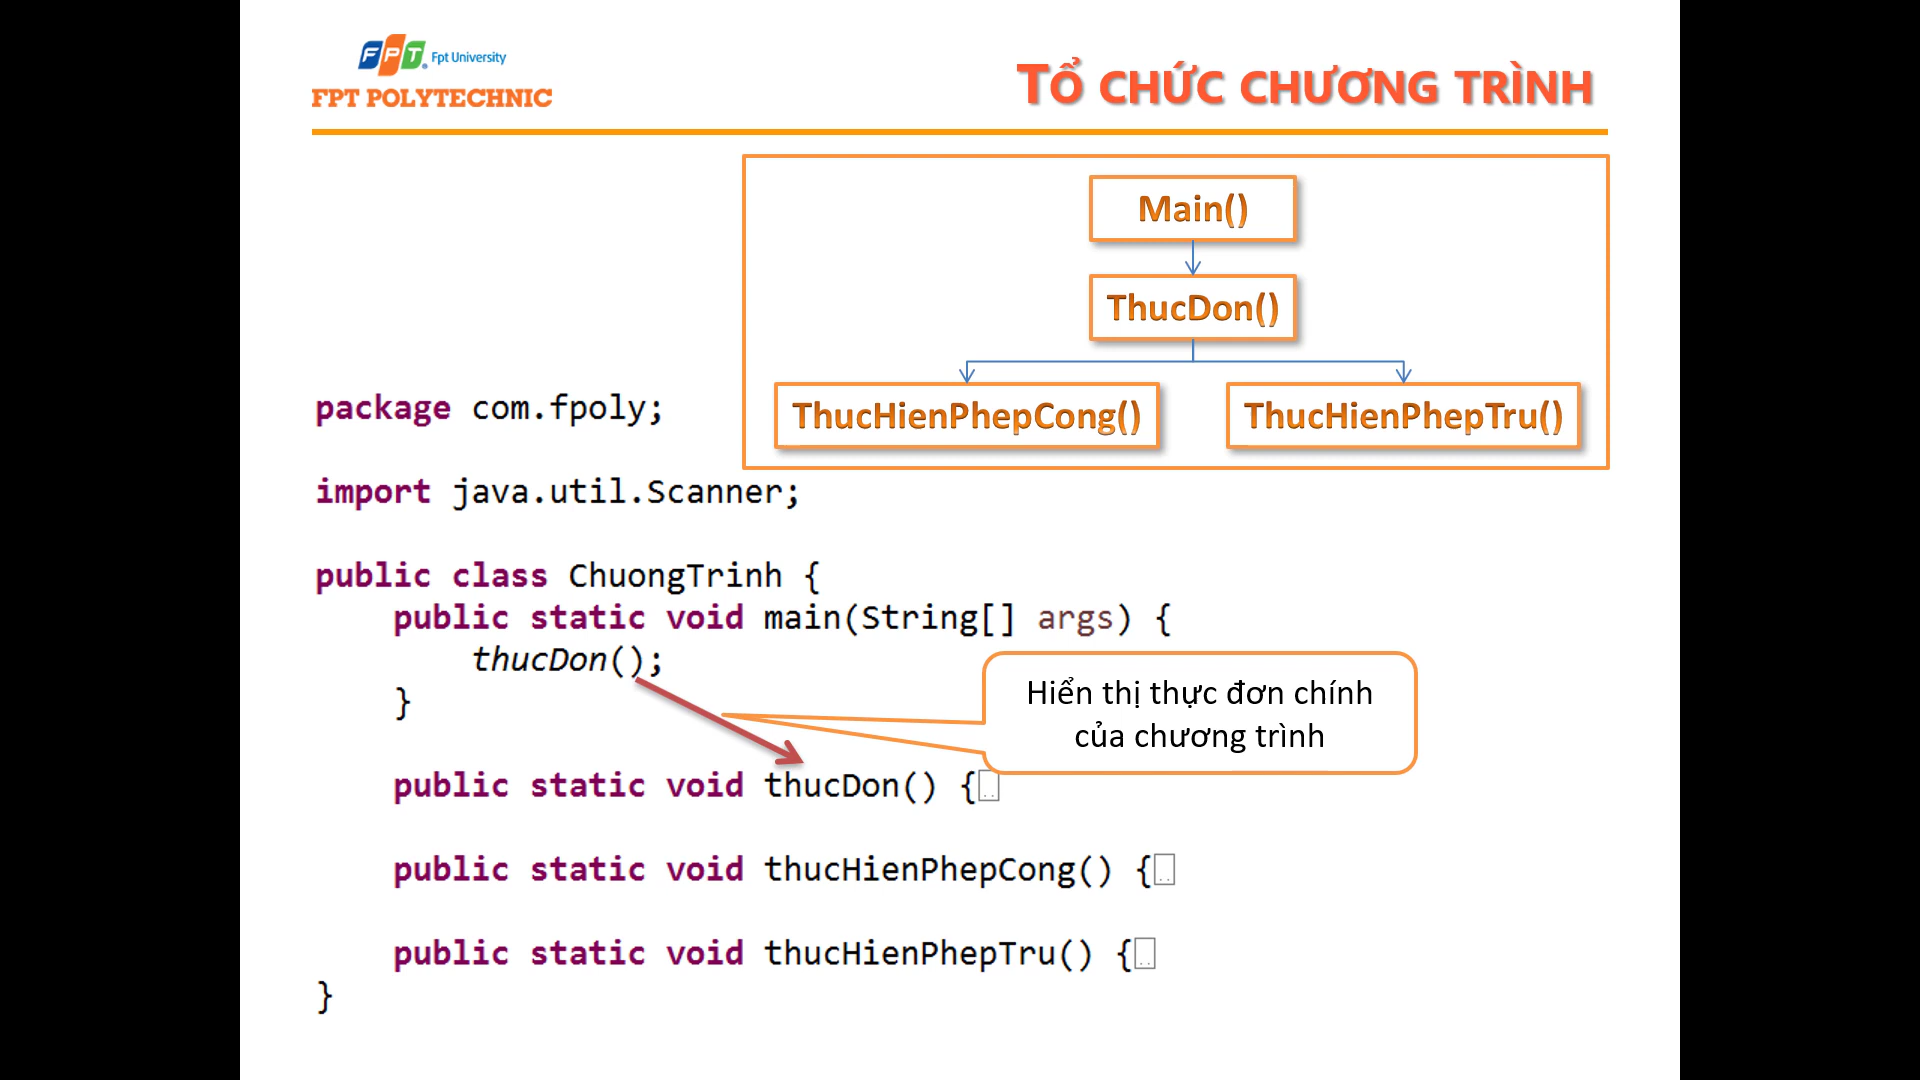 FPT Fpt University
FPT POLYTECHNIC
TỔ CHỨC CHƯƠNG TRÌNH
Main()
ThucDon()
ThucHienPhepCong()
ThucHienPhepTru()
package com.fpoly;
import java.util.Scanner;
public class ChuongTrinh {
public static void main(String[] args) {
thucDon();
}
Hiển thị thực đơn chính
của chương trình
public static void thucDon() {..
public static void thucHienPhepCong() {..
public static void thucHienPhepTru() {..
}